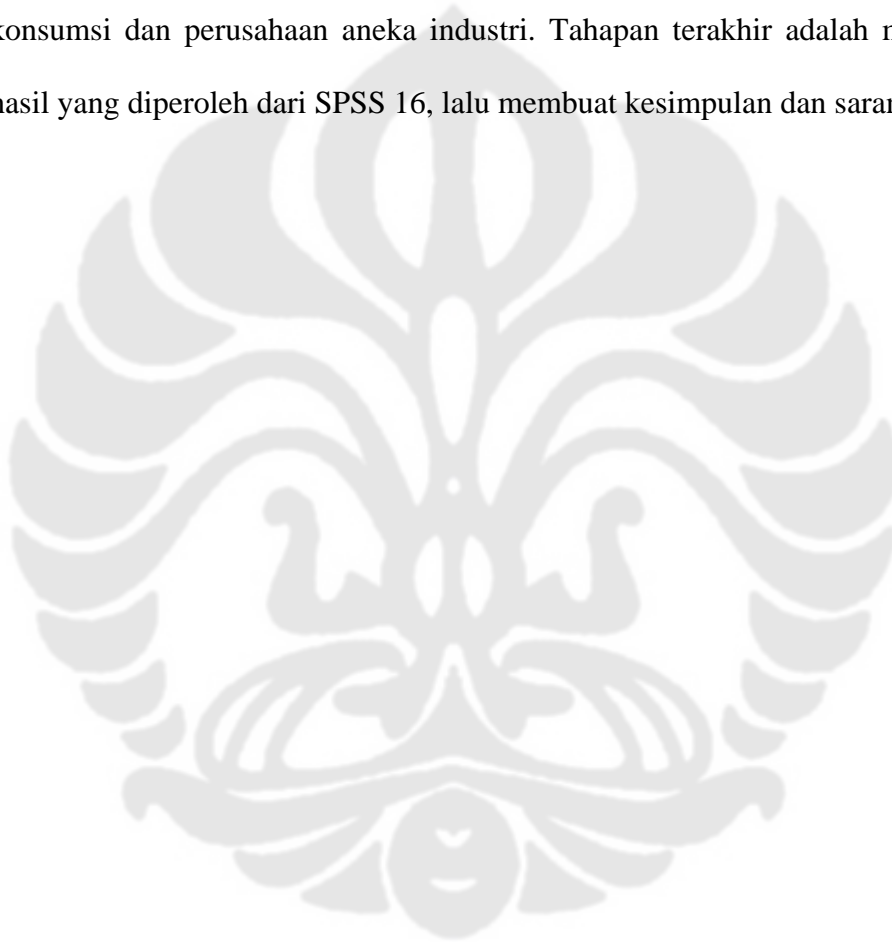 konsumsi dan perusahaan aneka industri. Tahapan terakhir adalah
hasil yang diperoleh dari SPSS 16, lalu membuat kesimpulan dan saran